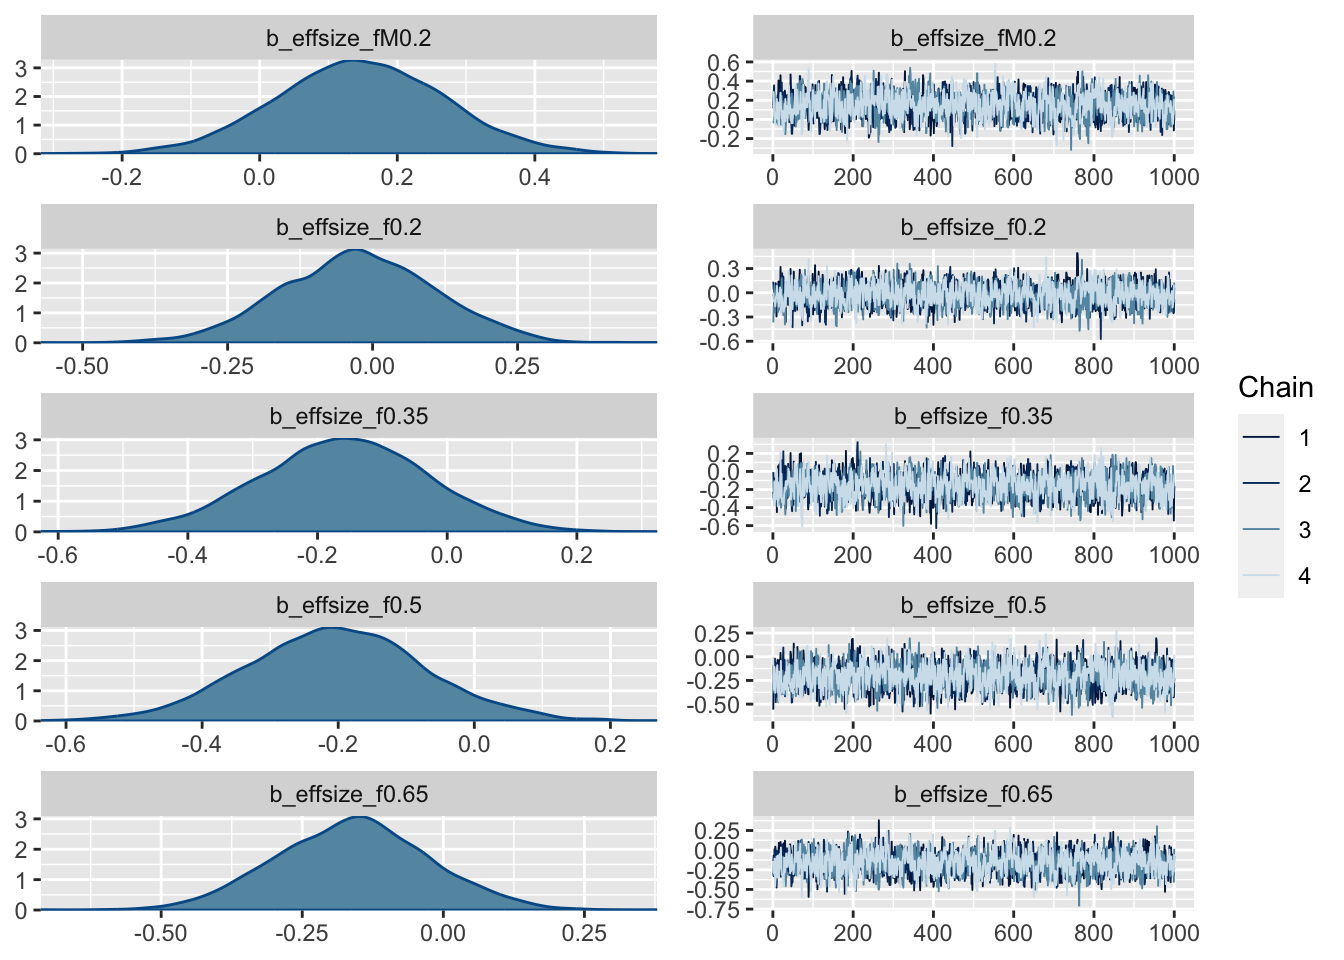 b_effsize_fM0.2
3
2
1
0
-0.2 0.0 0.2 0.4
b_effsize_fM0.2
0.6
0.4
0.2
0.0
-0.2
0 200 400 600 800 1000
b_effsize_f0.2
3
2
1
0
-0.50 -0.25 0.00 0.25
b_effsize_f0.2
0.3
0.0
-0.3
-0.6
0 200 400 600 800 1000
b_effsize_f0.35
3
2
1
0
-0.6 -0.4 -0.2 0.0 0.2
b_effsize_f0.35
0.2
0.0
-0.2
-0.4
-0.6
0 200 400 600 800 1000
b_effsize_f0.5
3
2
1
0
-0.6 -0.4 -0.2 0.0 0.2
b_effsize_f0.5
0.25
0.00
-0.25
-0.50
0 200 400 600 800 1000
b_effsize_f0.65
3
2
1
0
-0.50 -0.25 0.00 0.25
b_effsize_f0.65
0.25
0.00
-0.25
-0.50
-0.75
0 200 400 600 800 1000
Chain
1
2
3
4